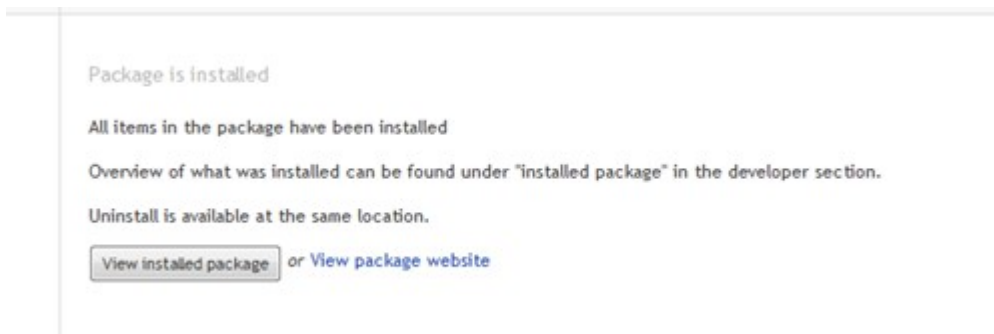 Package is installed
All items in the package have been installed
Overview of what was installed can be found under "installed package" in the developer section.
Uninstall is available at the same location.
View installed package or View package website